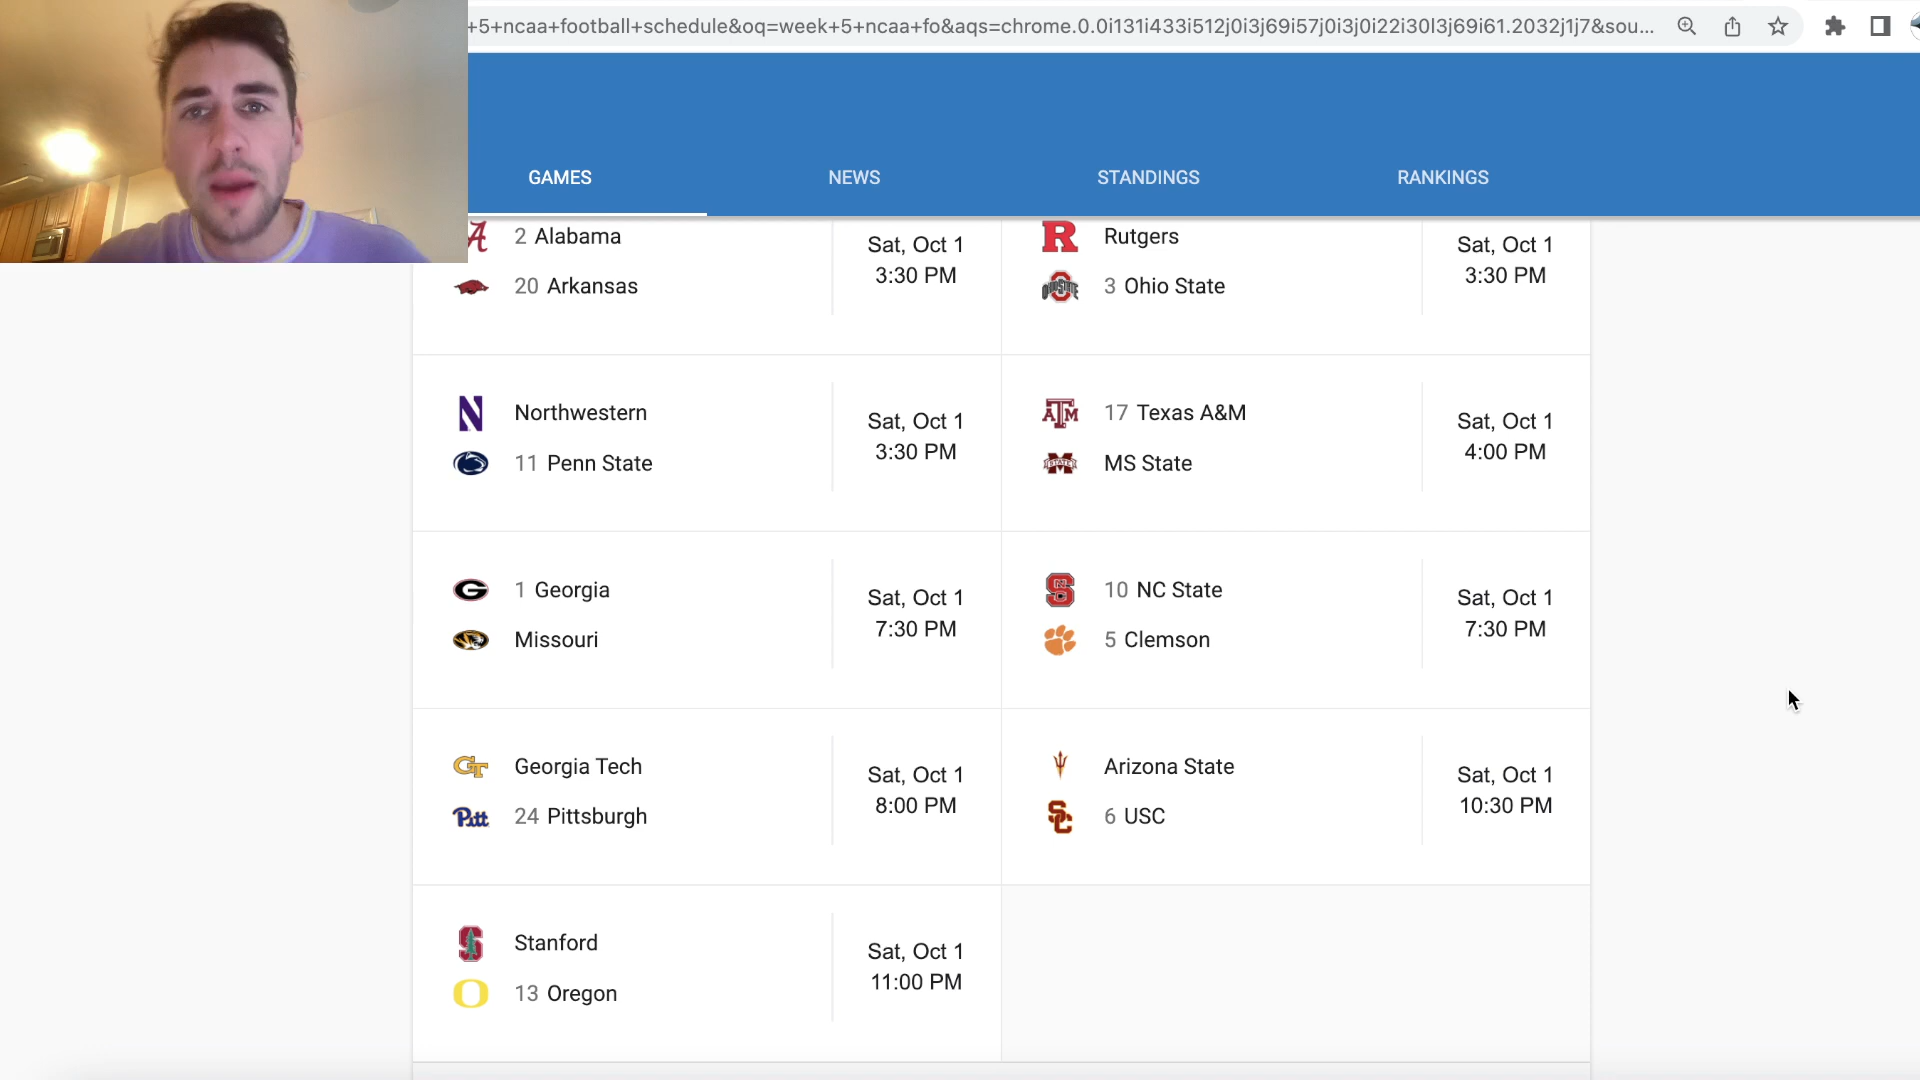 +5+ncaa+football+schedule&oq=week+5+ncaa+fo&aqs=chrome.0.0i131i433i512j0i3j69i57j0i3j0i22i30l3j69i61.2032j1j7&sou...
GAMES NEWS STANDINGS RANKINGS
2 Alabama
20 Arkansas
Sat, Oct 1
3:30 PM
Rutgers
3 Ohio State
Sat, Oct 1
3:30 PM
Northwestern
11 Penn State
Sat, Oct 1
3:30 PM
17 Texas A&M
MS State
Sat, Oct 1
4:00 PM
1 Georgia
Missouri
Sat, Oct 1
7:30 PM
10 NC State
5 Clemson
Sat, Oct 1
7:30 PM
Georgia Tech
Pitt
24 Pittsburgh
Sat, Oct 1
8:00 PM
Arizona State
6 USC
Sat, Oct 1
10:30 PM
Stanford
13 Oregon
Sat, Oct 1
11:00 PM